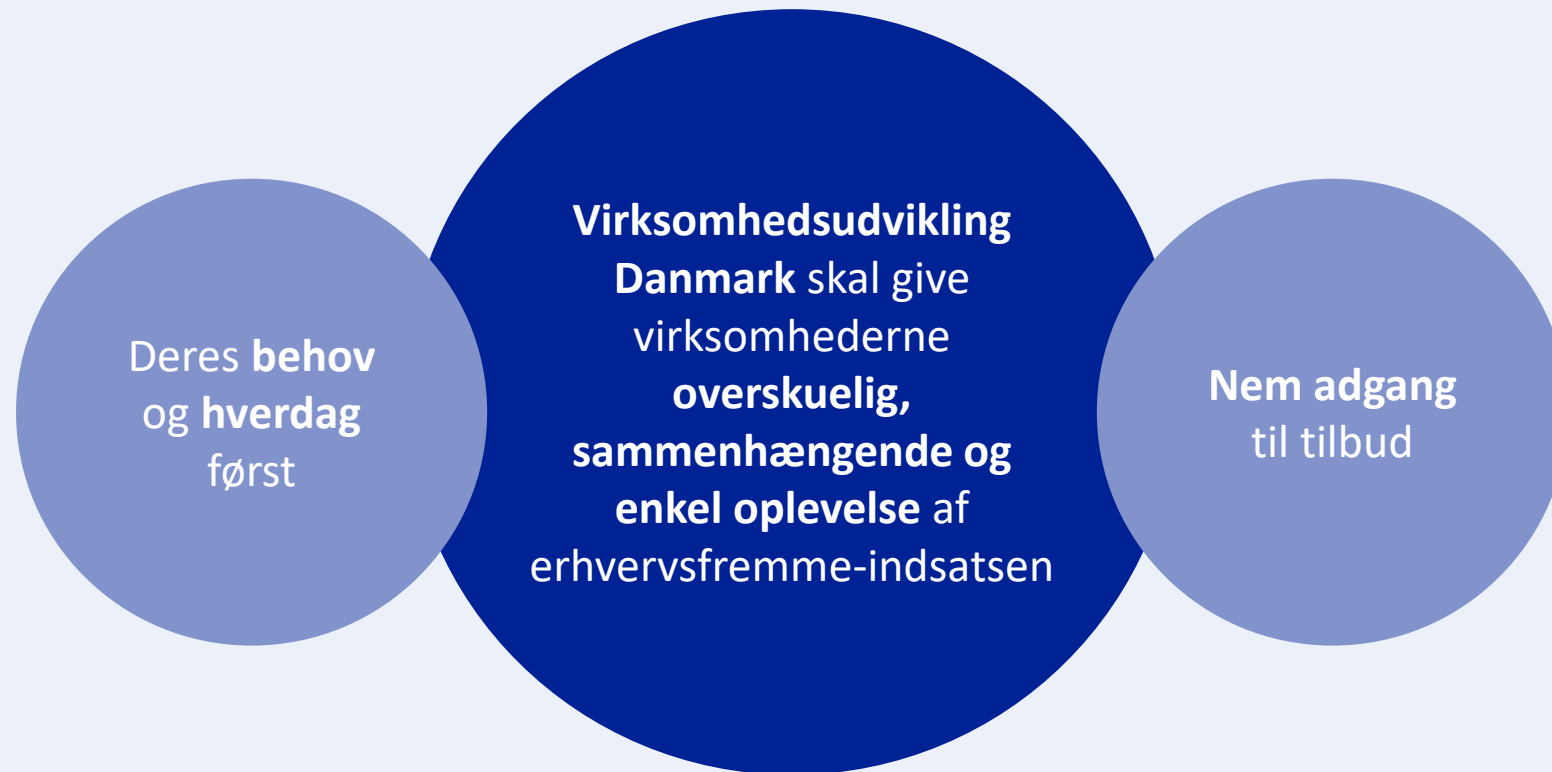 Deres behov
og hverdag
først
Virksomhedsudvikling
Danmark skal give
virksomhederne
overskuelig,
sammenhængende og
enkel oplevelse af
erhvervsfremme-indsatsen
Nem adgang
til tilbud